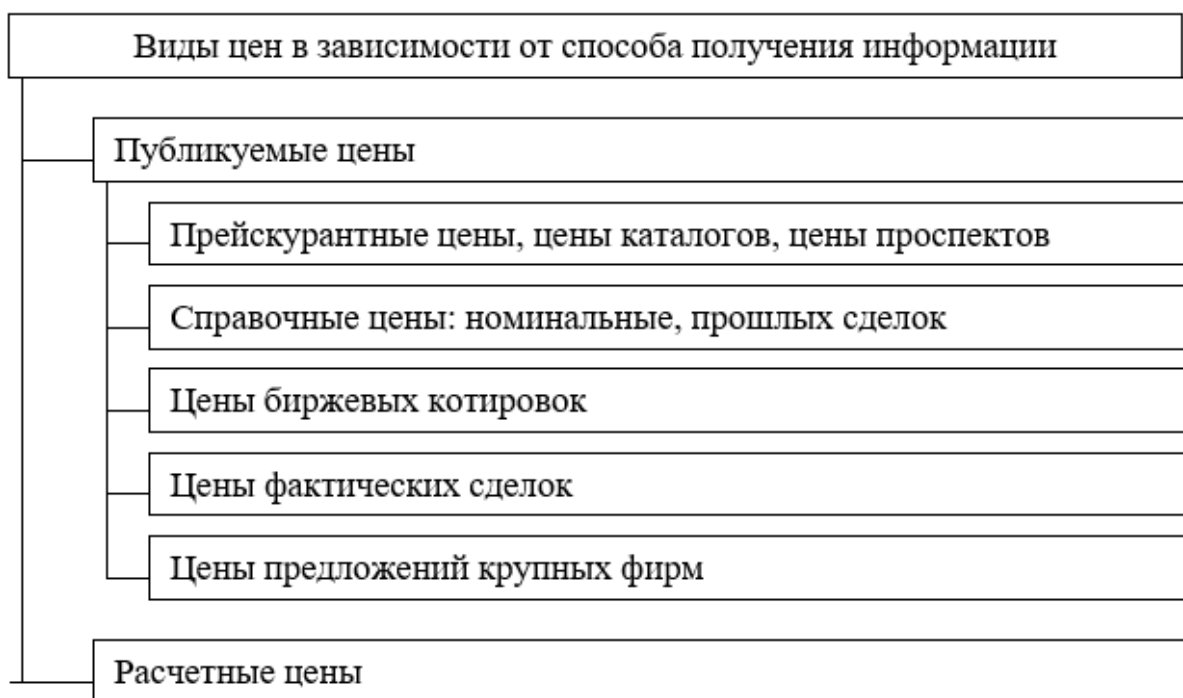 Виды цен в зависимости от способа получения информации
Публикуемые цены
Прейскурантные цены, цены каталогов, цены проспектов
Справочные цены: номинальные, прошлых сделок
Цены биржевых котировок
Цены фактических сделок
Цены предложений крупных фирм
Расчетные цены